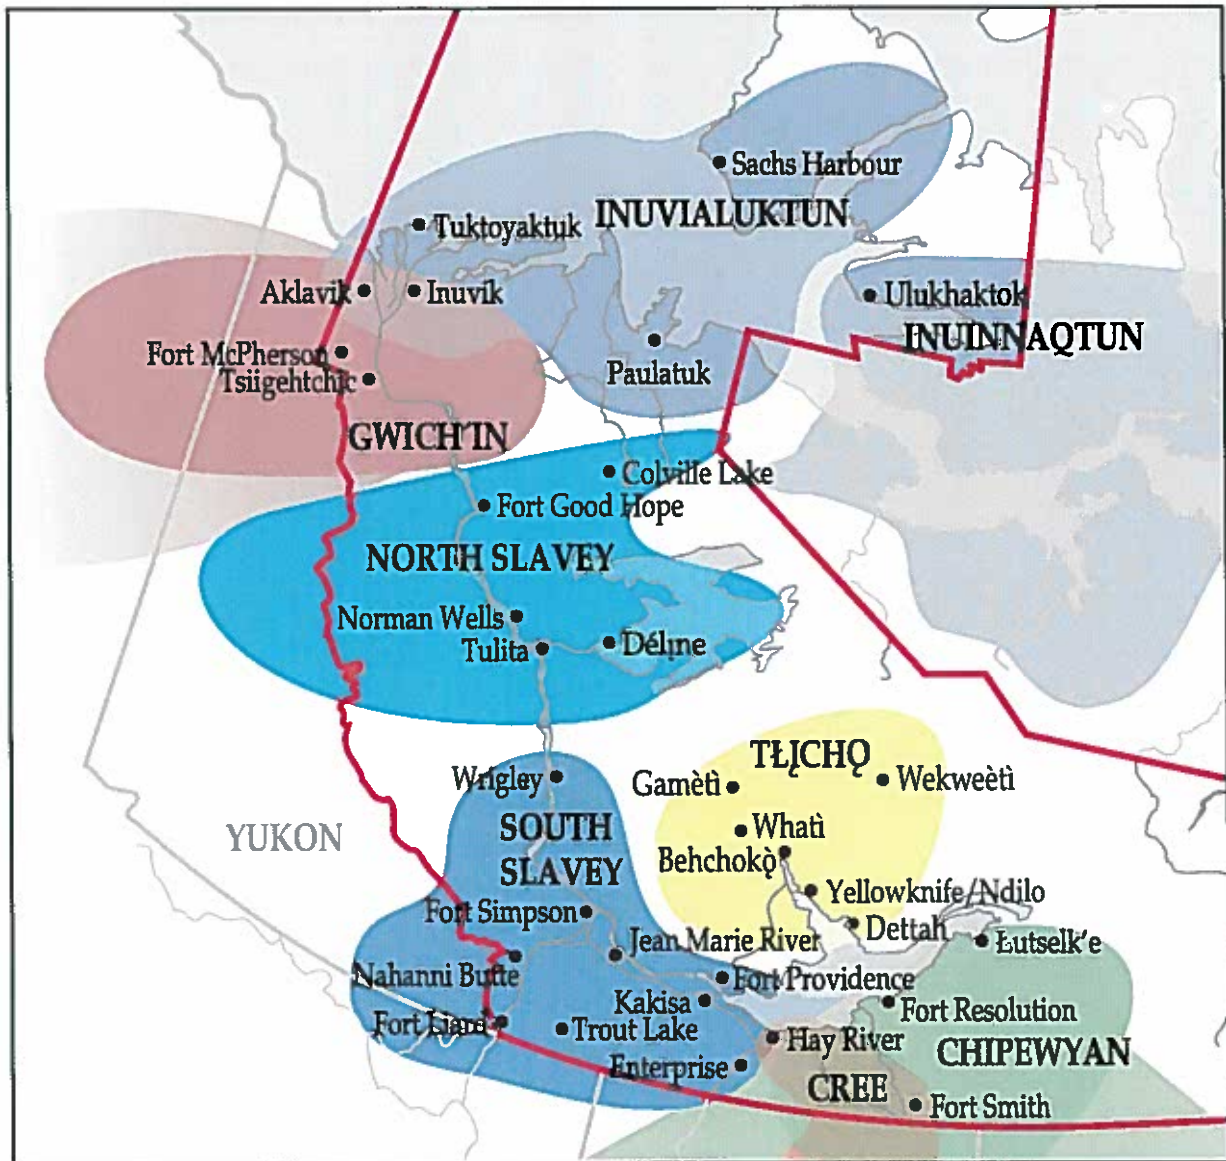 Sachs Harbour
INUVIALUKTUN
Tuktoyaktuk
Aklavik
Inuvik
Ulukhaktok
INUINNAQTUN
Fort McPherson
Tsiigehtchic
Paulatuk
GWICH'IN
Colville Lake
Fort Good Hope
NORTH SLAVEY
Norman Wells
Tulita
Délı̨ne
TŁĮCHǪ
Wrigley
Gamètì
Wekweètì
YUKON
SOUTH
SLAVEY
Whatì
Behchokǫ̀
Yellowknife/Ndilo
Fort Simpson
Dettah
Jean Marie River
Łutselk'e
Nahanni Butte
Fort Providence
Kakisa
Fort Resolution
Fort Liard
Trout Lake
Hay River
CHIPEWYAN
Enterprise
CREE
Fort Smith